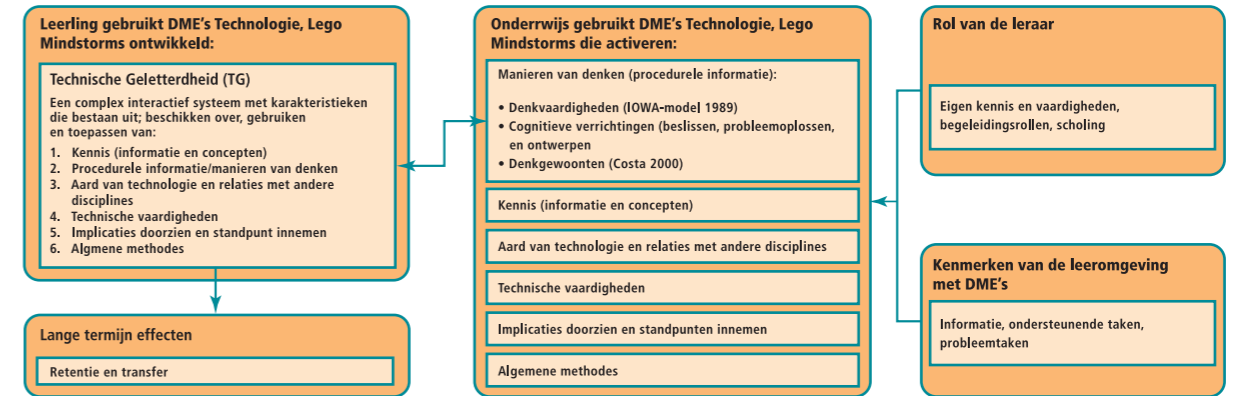 Leerling gebruikt DME's Technologie, Lego
Mindstorms ontwikkeld:
Technische Geletterdheid (TG)
Een complex interactief systeem met karakteristieken
die bestaan uit; beschikken over, gebruiken
en toepassen van:
1. Kennis (informatie en concepten)
2. Procedurele informatie/manieren van denken
3. Aard van technologie en relaties met andere
disciplines
4. Technische vaardigheden
5. Implicaties doorzien en standpunt innemen
6. Algmene methodes
Lange termijn effecten
Retentie en transfer
Onderrwijs gebruikt DME's Technologie, Lego
Mindstorms die activeren:
Manieren van denken (procedurele informatie):
• Denkvaardigheden (IOWA-model 1989)
• Cognitieve verrichtingen (beslissen, probleemoplossen,
en ontwerpen
• Denkgewoonten (Costa 2000)
Kennis (informatie en concepten)
Aard van technologie en relaties met andere disciplines
Technische vaardigheden
Implicaties doorzien en standpunten innemen
Algemene methodes
Rol van de leraar
Eigen kennis en vaardigheden,
begeleidingsrollen, scholing
Kenmerken van de leeromgeving
met DME's
Informatie, ondersteunende taken,
probleemtaken